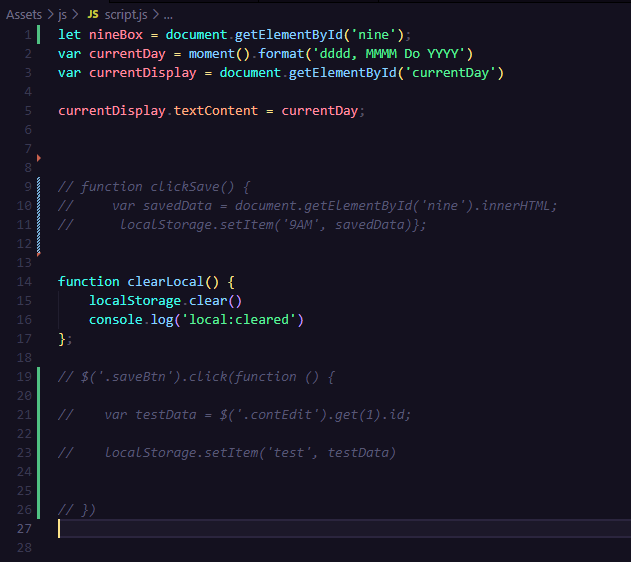 Assets > js > JS script.js > ...
1 let nineBox = document.getElementById('nine');
2 var currentDay = moment().format('dddd, MMMM Do YYYY')
3 var currentDisplay = document.getElementById('currentDay')
4
5 currentDisplay.textContent = currentDay;
6
7
8
9 // function clickSave() {
10 //     var savedData = document.getElementById('nine').innerHTML;
11 //      localStorage.setItem('9AM', savedData)};
12
13
14 function clearLocal() {
15     localStorage.clear()
16     console.log('local:cleared')
17 };
18
19 // $('.saveBtn').click(function () {
20
21 //    var testData = $('.contEdit').get(1).id;
22
23 //    localStorage.setItem('test', testData)
24
25
26 // })
27
28